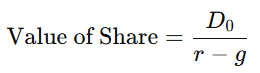 Value of Share = D₀ / (r − g)